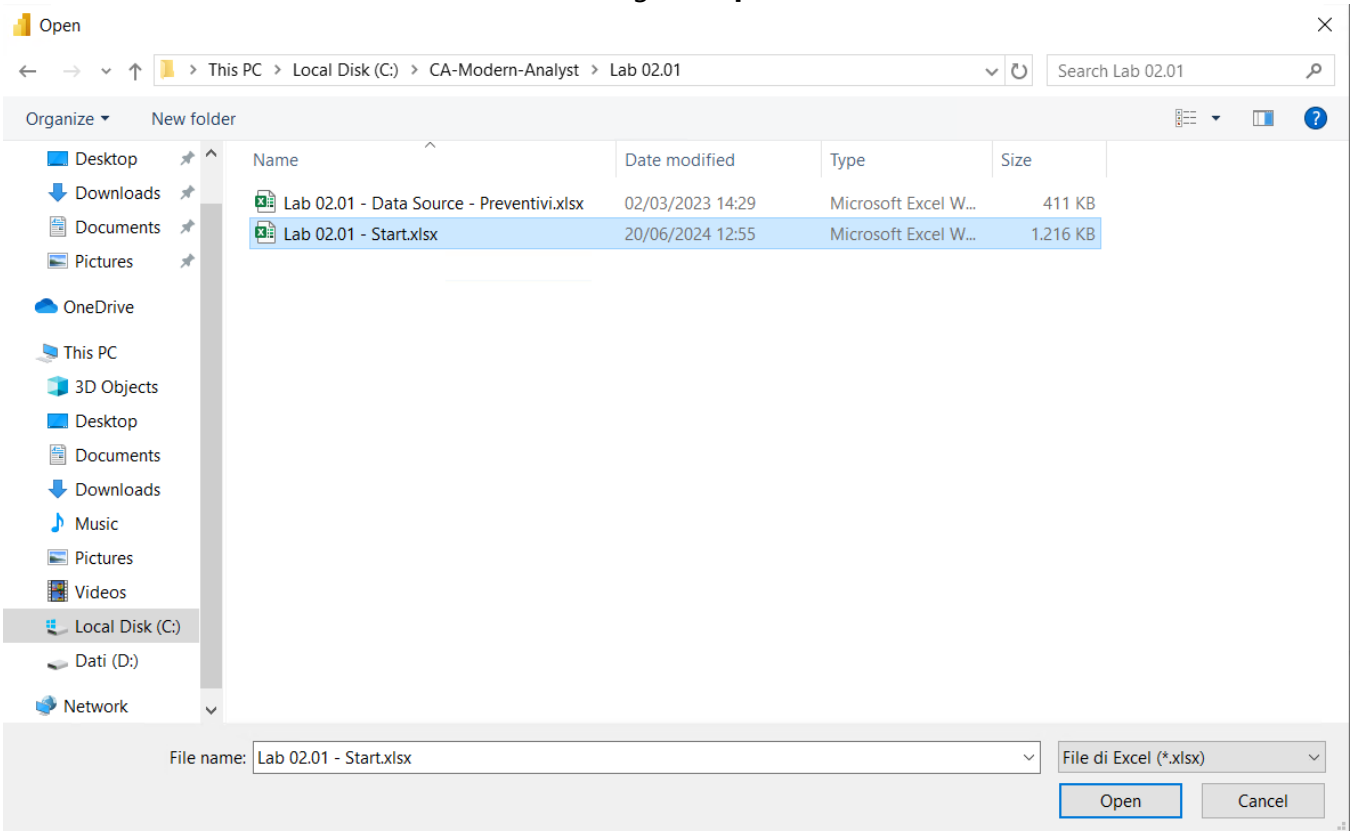 Open
This PC > Local Disk (C:) > CA-Modern-Analyst > Lab 02.01
Search Lab 02.01
Organize
New folder
Name
Date modified
Type
Size
Lab 02.01 - Data Source - Preventivi.xlsx 02/03/2023 14:29 Microsoft Excel W... 411 KB
Lab 02.01 - Start.xlsx 20/06/2024 12:55 Microsoft Excel W... 1.216 KB
Desktop
Downloads
Documents
Pictures
OneDrive
This PC
3D Objects
Desktop
Documents
Downloads
Music
Pictures
Videos
Local Disk (C:)
Dati (D:)
Network
File name: Lab 02.01 - Start.xlsx
File di Excel (*.xlsx)
Open
Cancel